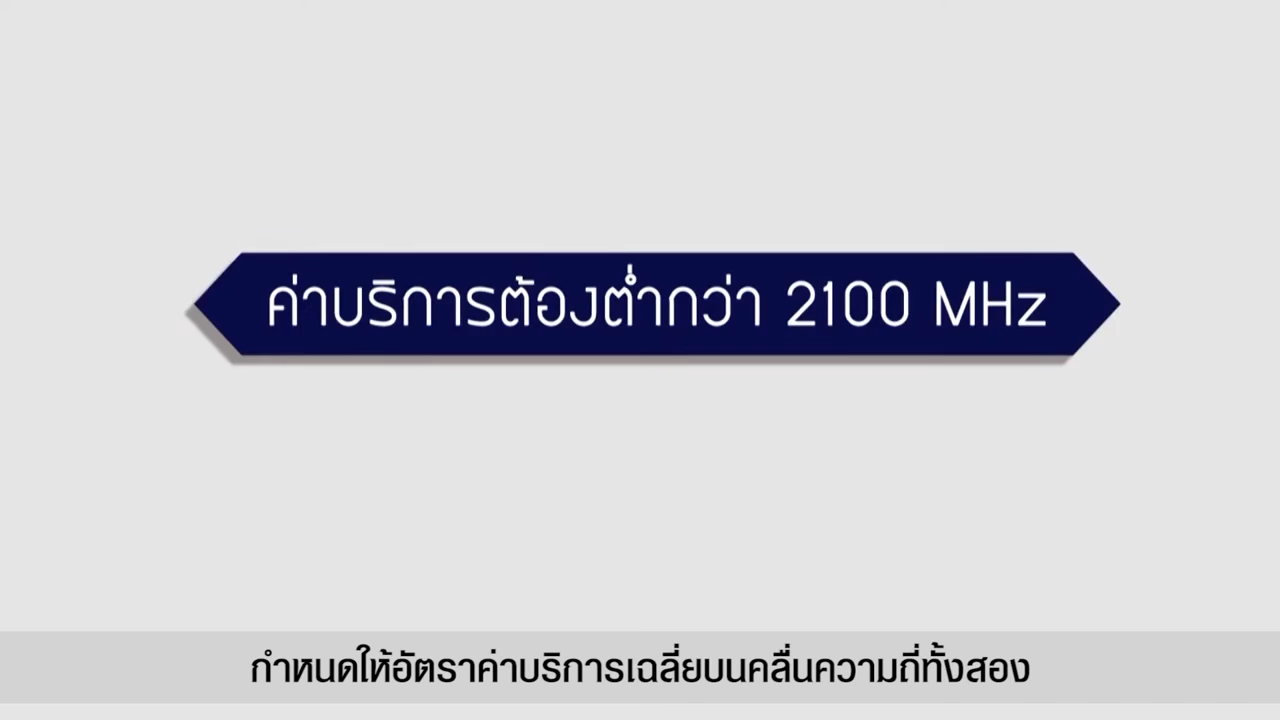 ค่าบริการต้องต่ำกว่า 2100 MHz
กำหนดให้อัตราค่าบริการเฉลี่ยบนคลื่นความถี่ทั้งสอง